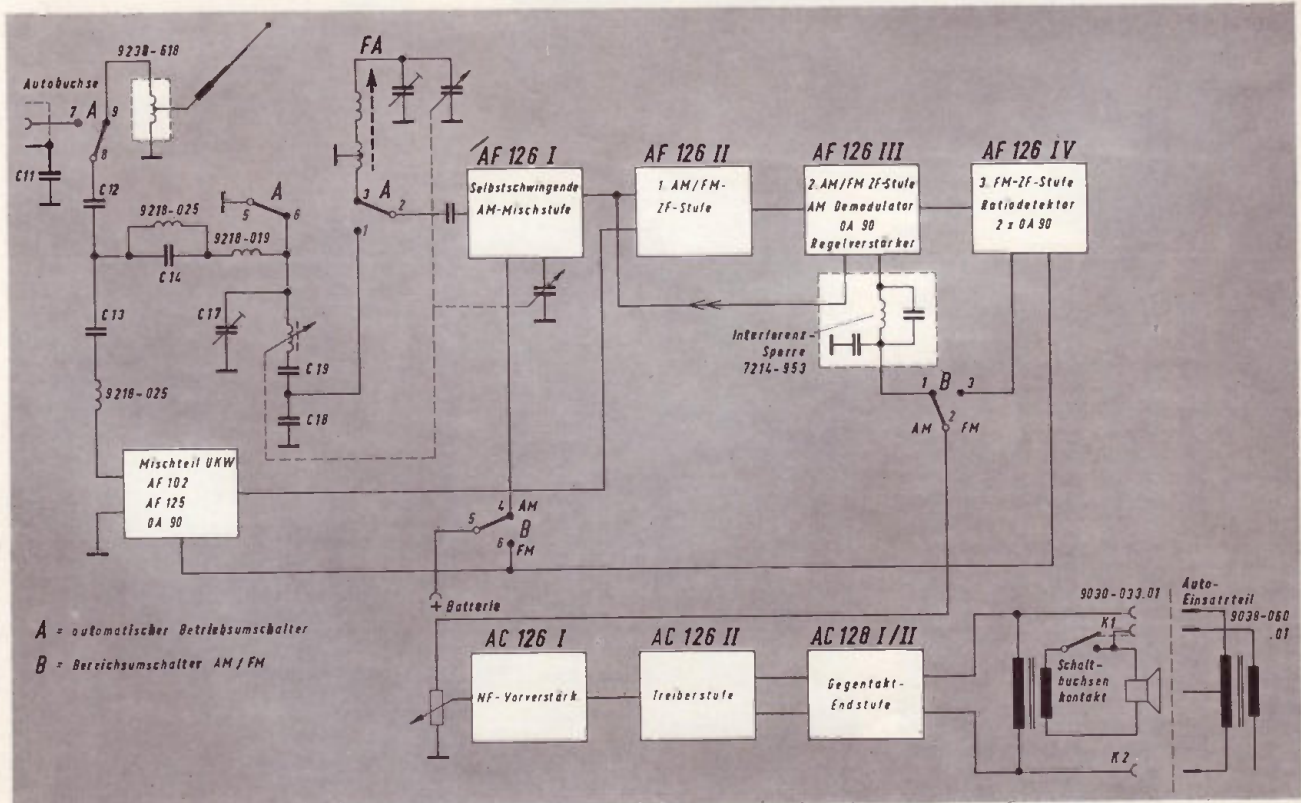 9238-618
Autobuchse
7
A
9
8
C11
C12
9218-025
C14
9218-019
A
5
6
C13
C17
C19
C18
9218-025
FA
3
A
2
1
AF 126 I
Selbstschwingende
AM-Mischstufe
AF 126 II
1. AM/FM-
ZF-Stufe
AF 126 III
2. AM/FM ZF-Stufe
AM Demodulator
OA 90
Regelverstärker
AF 126 IV
3. FM-ZF-Stufe
Ratiodetektor
2 x OA 90
Interferenz-
Sperre
7214-953
1
B
3
2
AM
FM
Mischteil UKW
AF 102
AF 125
OA 90
4
AM
5
B
6
FM
+ Batterie
A = automatischer Betriebsumschalter
B = Bereichsumschalter AM / FM
AC 126 I
NF-Vorverstärk
AC 126 II
Treiberstufe
AC 128 I/II
Gegentakt-
Endstufe
9030-033.01
K1
Schalt-
buchsen
kontakt
K2
Auto-
Einsatzteil
9038-060
.01